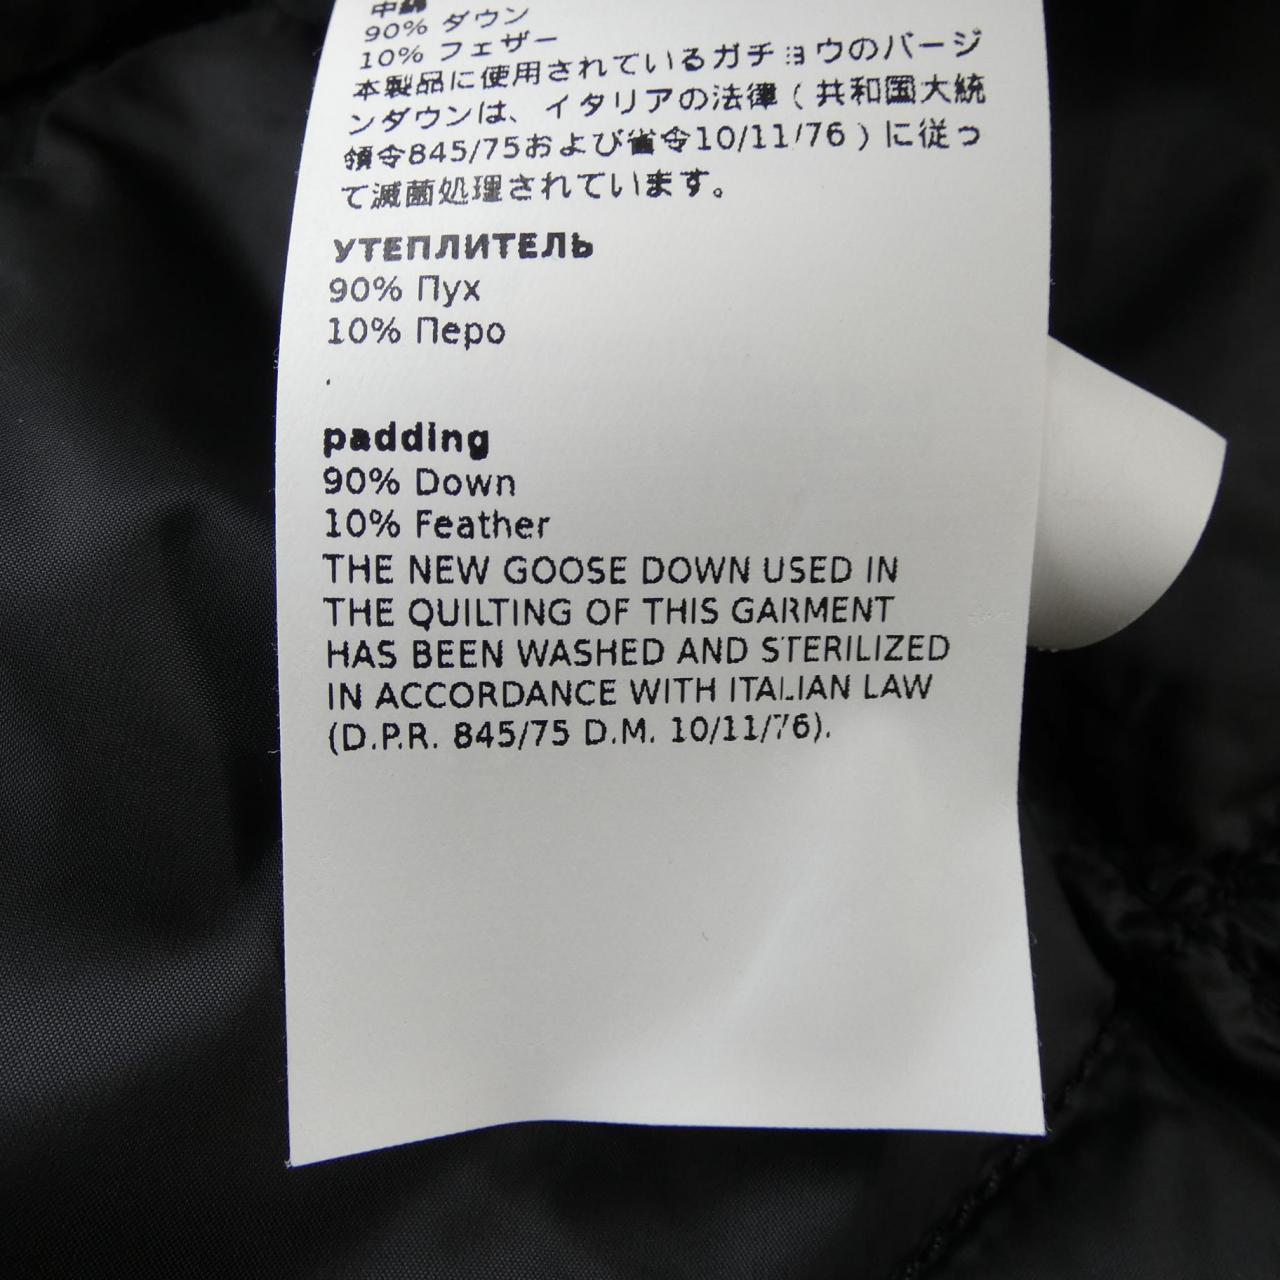 中綿
90% ダウン
10% フェザー
本製品に使用されているガチョウのバージ
ンダウンは、イタリアの法律（共和国大統
領令845/75および省令10/11/76）に従っ
て滅菌処理されています。
УТЕПЛИТЕЛЬ
90% Пух
10% Перо
.
padding
90% Down
10% Feather
THE NEW GOOSE DOWN USED IN
THE QUILTING OF THIS GARMENT
HAS BEEN WASHED AND STERILIZED
IN ACCORDANCE WITH ITALIAN LAW
(D.P.R. 845/75 D.M. 10/11/76).